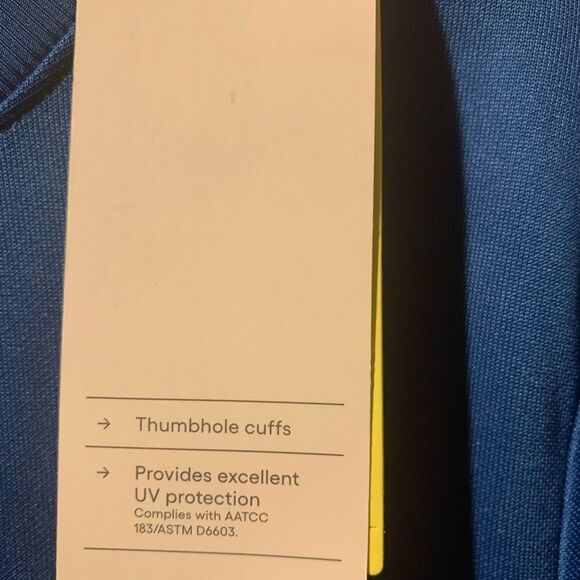 → Thumbhole cuffs
→ Provides excellent
UV protection
Complies with AATCC
183/ASTM D6603.